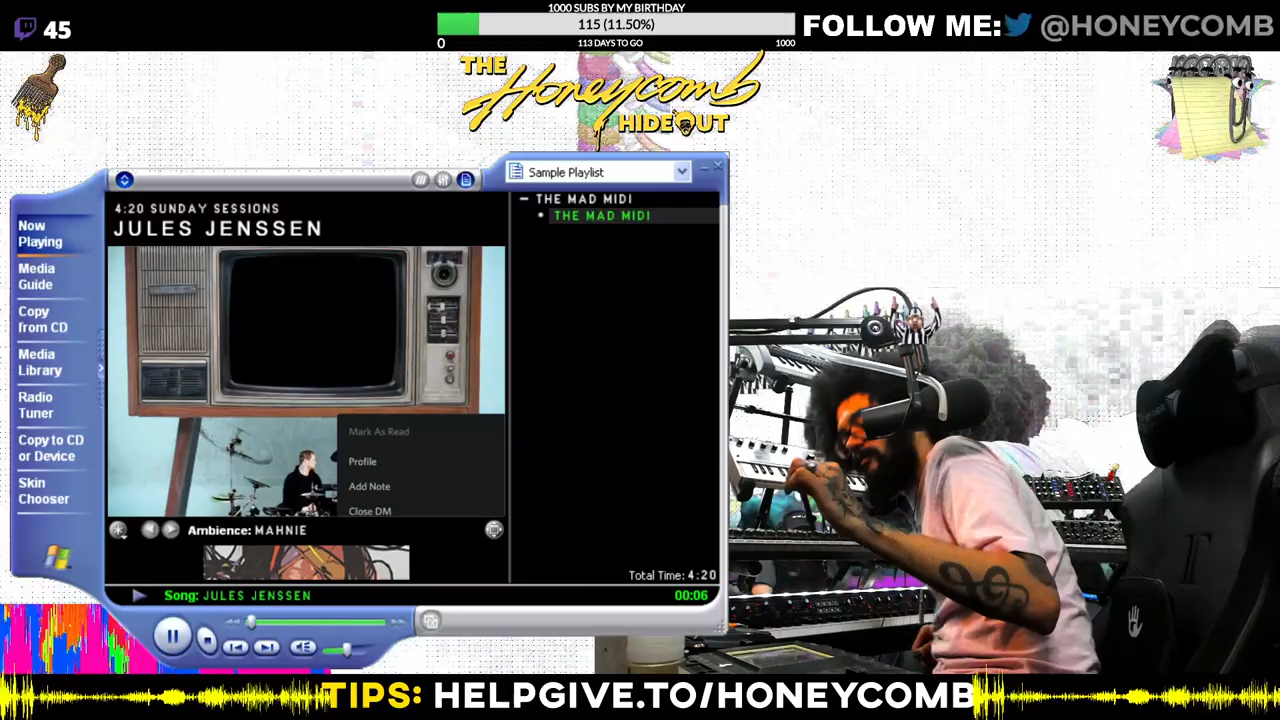 45
1000 SUBS BY MY BIRTHDAY
115 (11.50%)
0
113 DAYS TO GO
1000
FOLLOW ME: @HONEYCOMB
THE
Honeycomb
HIDEOUT
Sample Playlist
THE MAD MIDI
THE MAD MIDI
4:20 SUNDAY SESSIONS
JULES JENSSEN
Now
Playing
Media
Guide
Copy
from CD
Media
Library
Radio
Tuner
Copy to CD
or Device
Skin
Chooser
Mark As Read
Profile
Add Note
Close DM
Ambience: MAHNIE
Total Time: 4:20
Song: JULES JENSSEN
00:06
TIPS: HELPGIVE.TO/HONEYCOMB